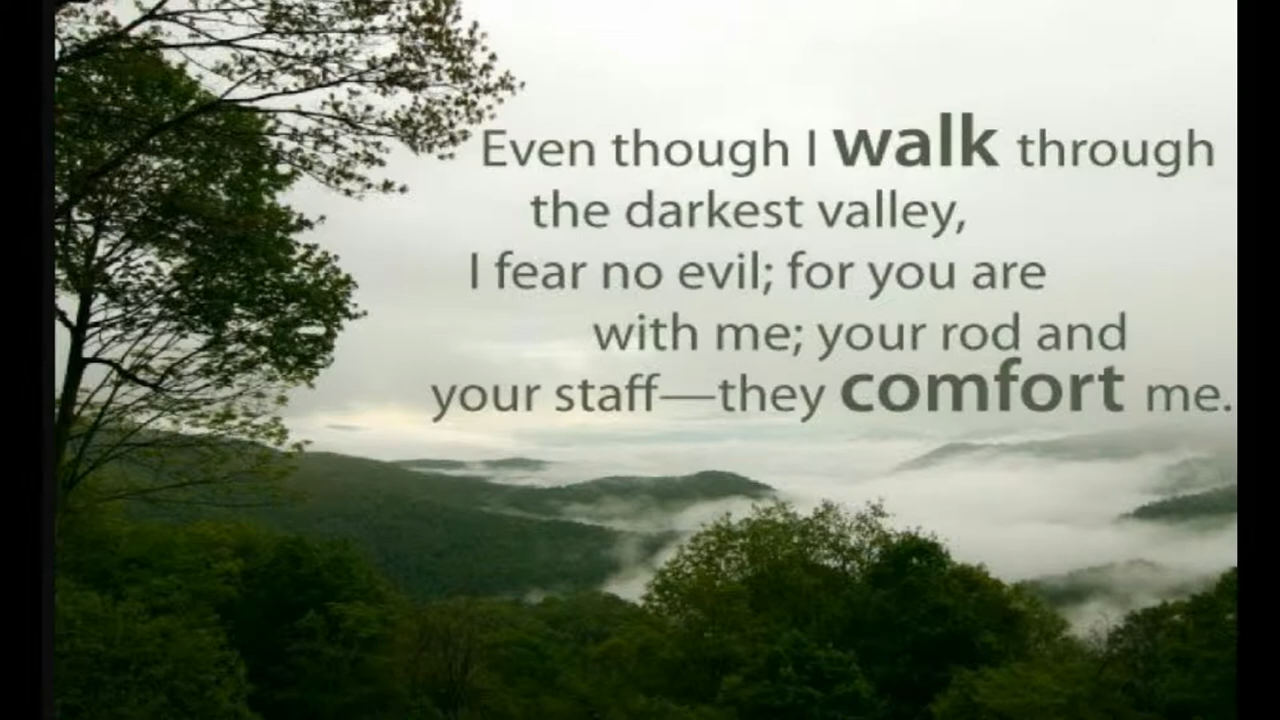 Even though I walk through
the darkest valley,
I fear no evil; for you are
with me; your rod and
your staff—they comfort me.